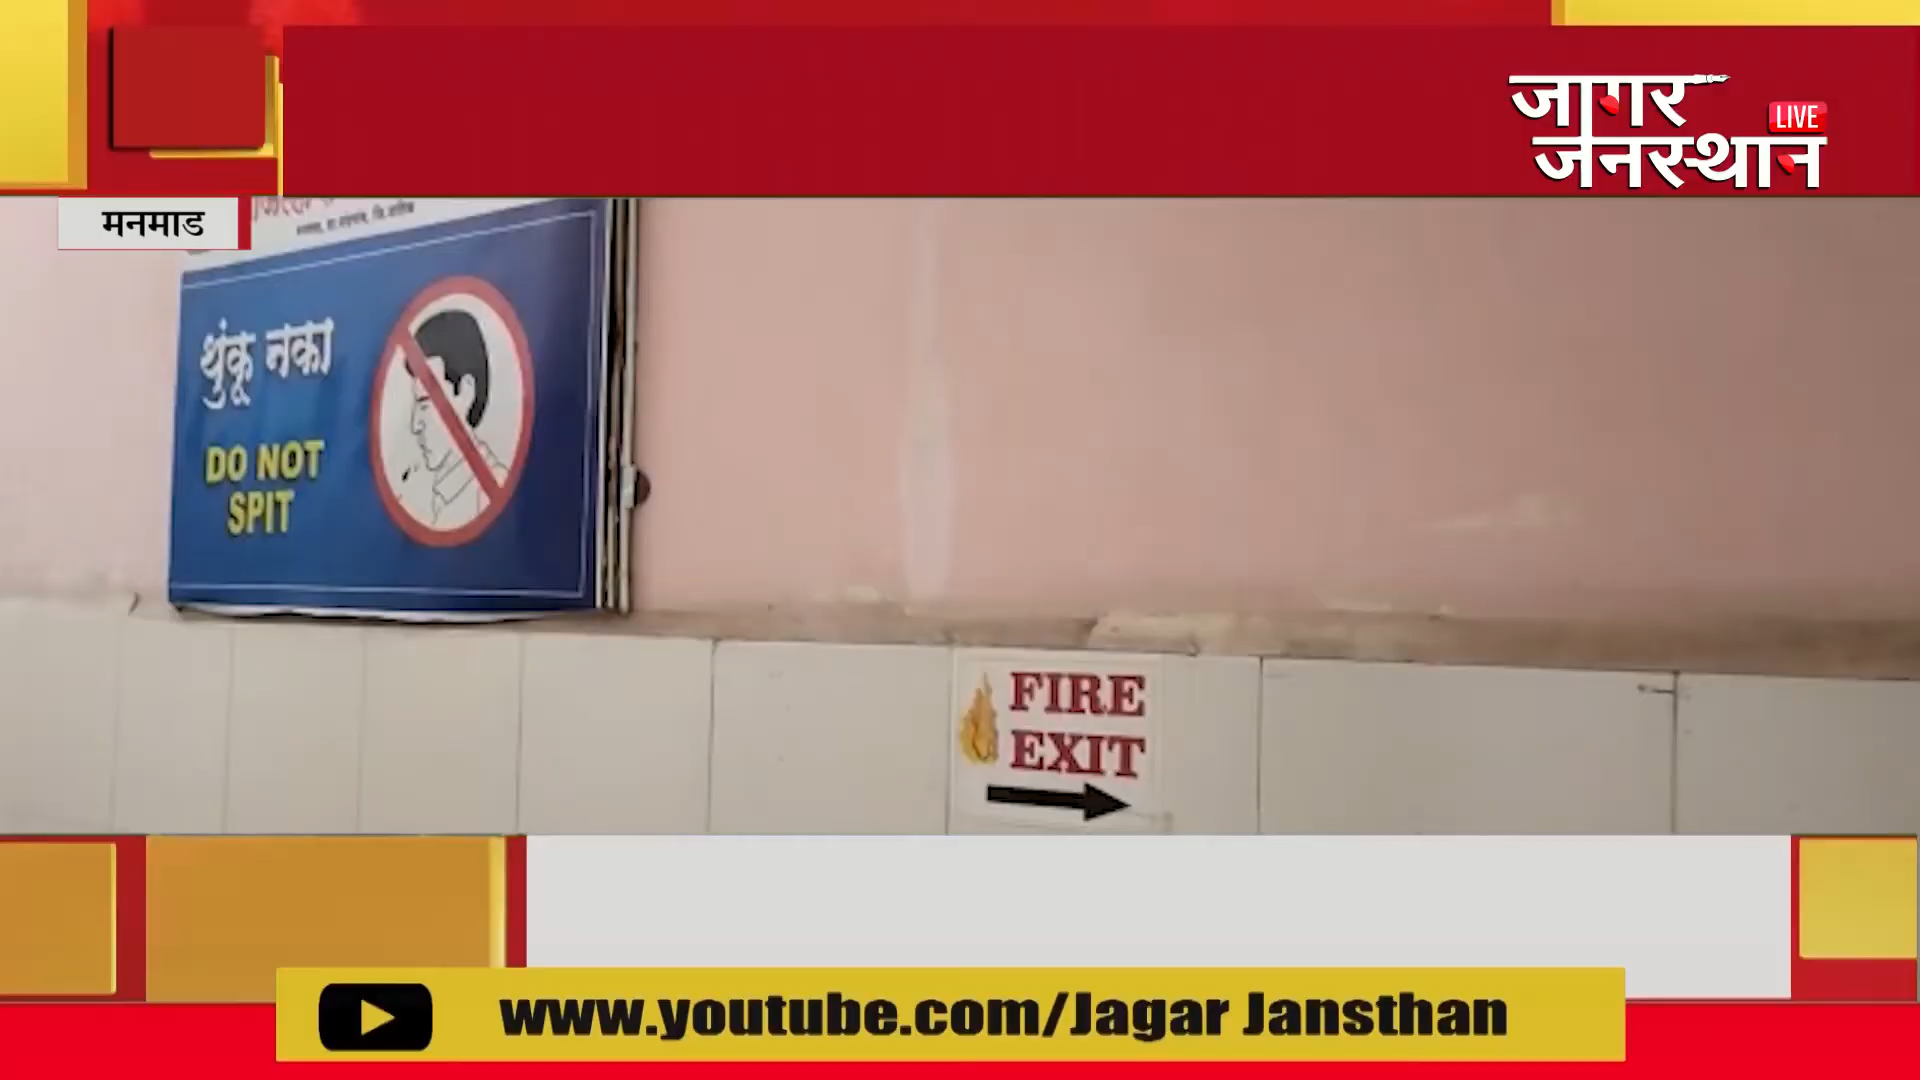 जागर
LIVE
जनस्थान
मनमाड
थुंकू नका
DO NOT
SPIT
FIRE
EXIT
www.youtube.com/Jagar Jansthan